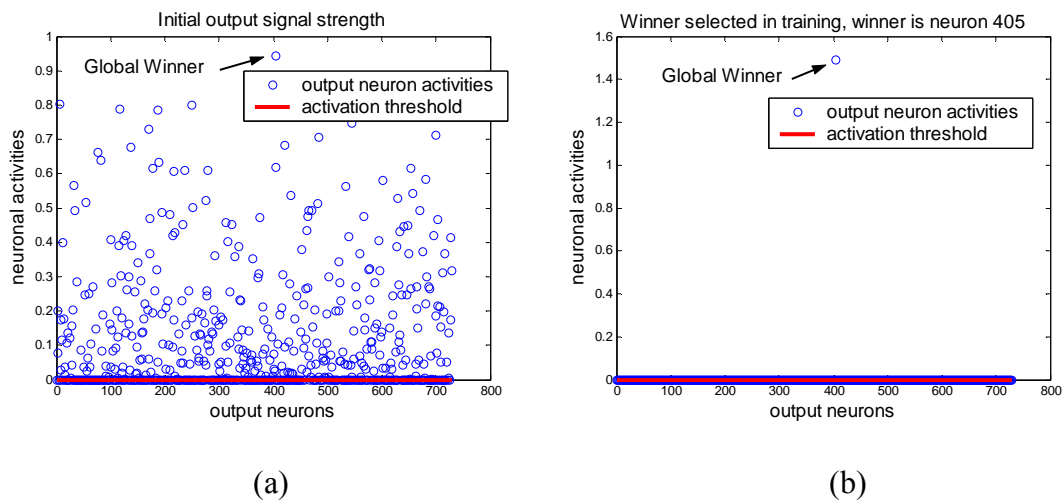 Initial output signal strength
1
0.9
0.8
0.7
0.6
0.5
0.4
0.3
0.2
0.1
0
neuronal activities
Global Winner
output neuron activities
activation threshold
0 100 200 300 400 500 600 700 800
output neurons
(a)
Winner selected in training, winner is neuron 405
1.6
1.4
1.2
1
0.8
0.6
0.4
0.2
0
neuronal activities
Global Winner
output neuron activities
activation threshold
0 100 200 300 400 500 600 700 800
output neurons
(b)